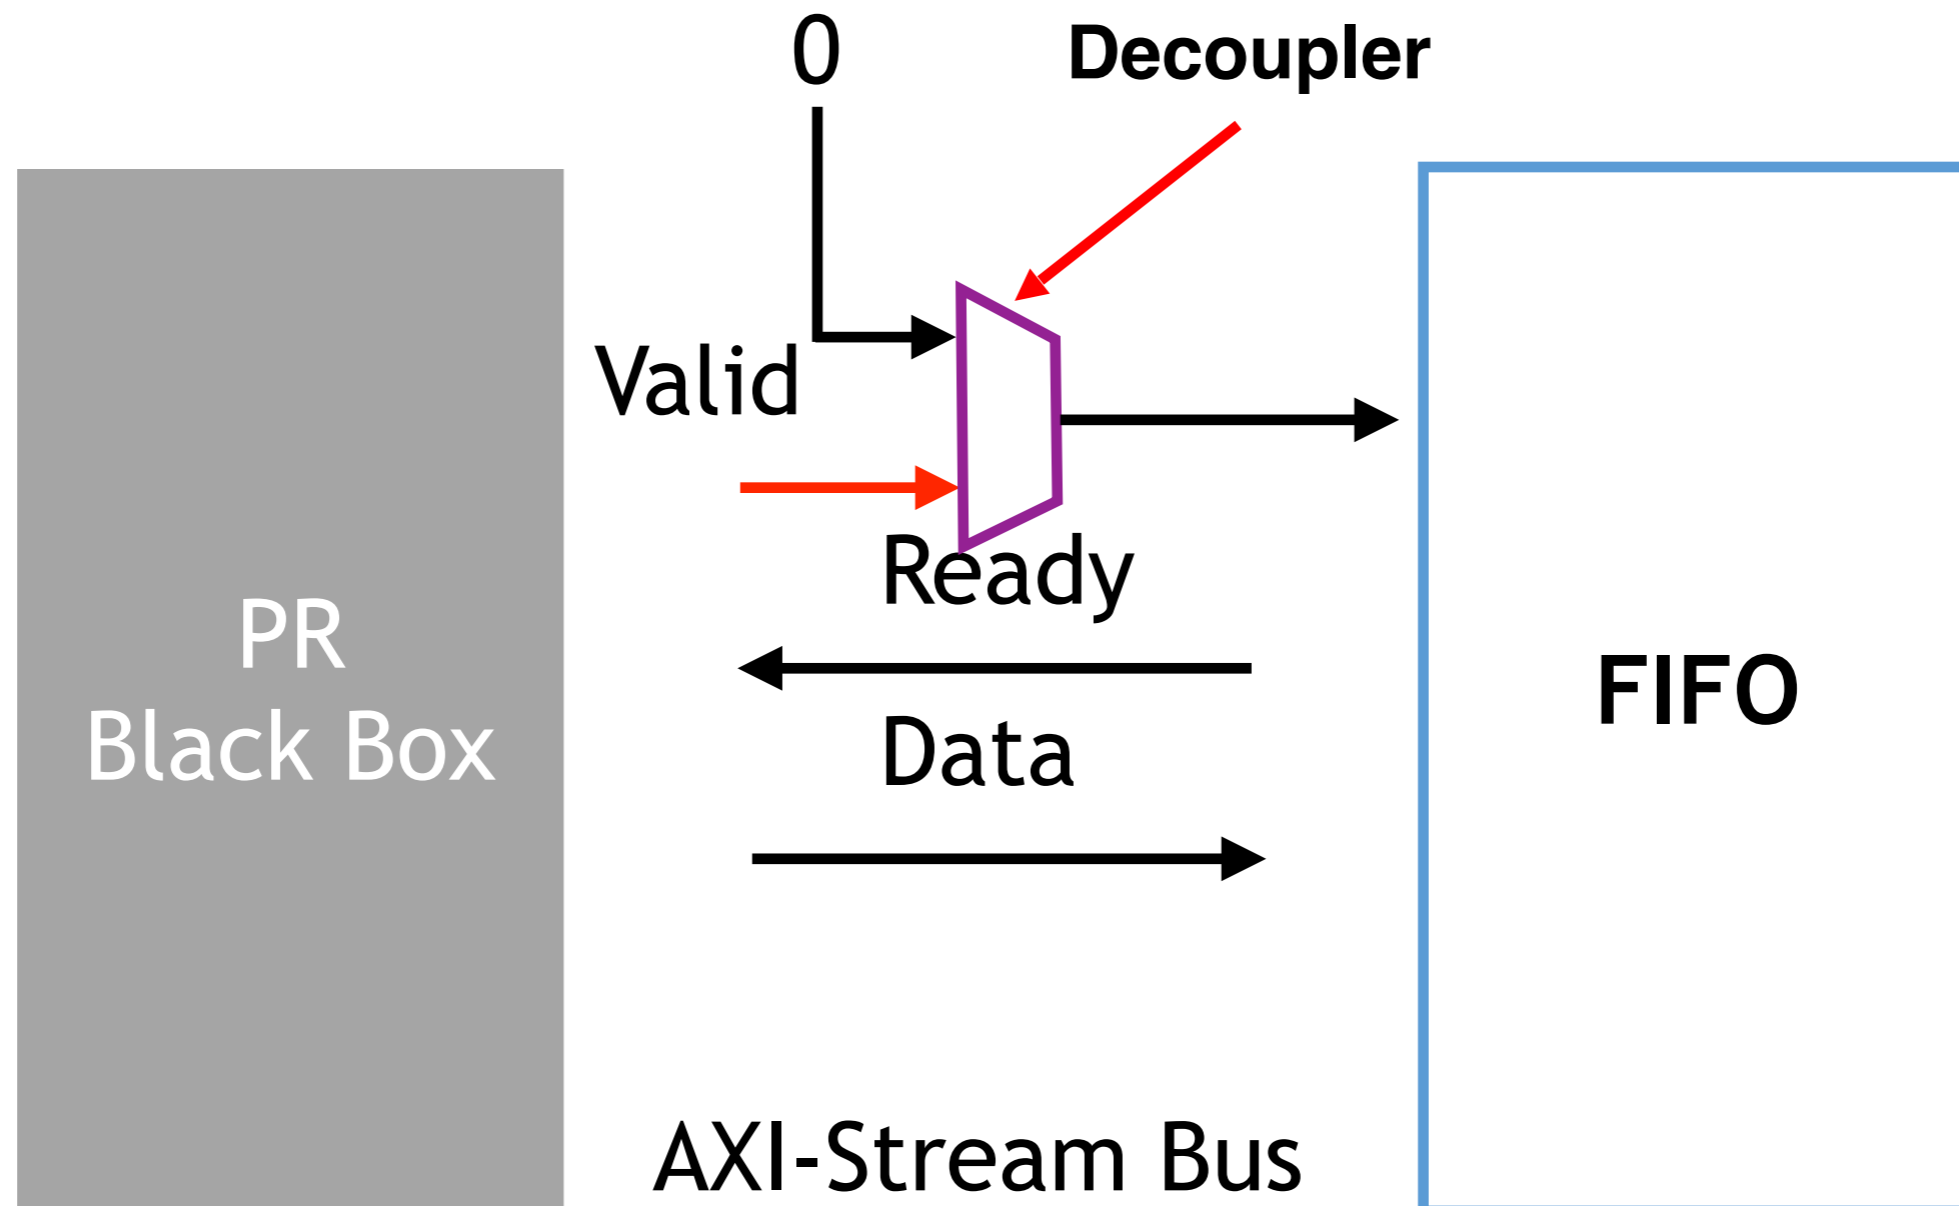 0
Decoupler
Valid
Ready
PR
Black Box
FIFO
Data
AXI-Stream Bus